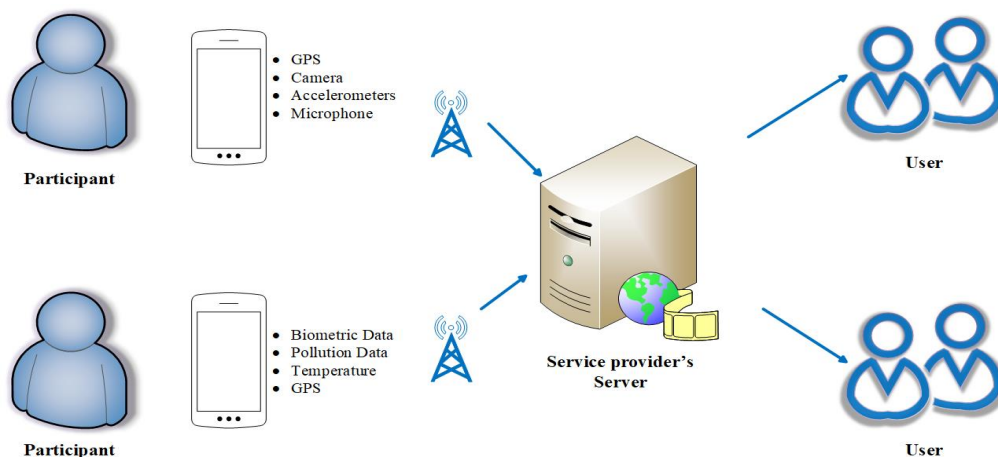 ● GPS
● Camera
● Accelerometers
● Microphone
Participant
User
● Biometric Data
● Pollution Data
● Temperature
● GPS
Service provider's
Server
Participant
User